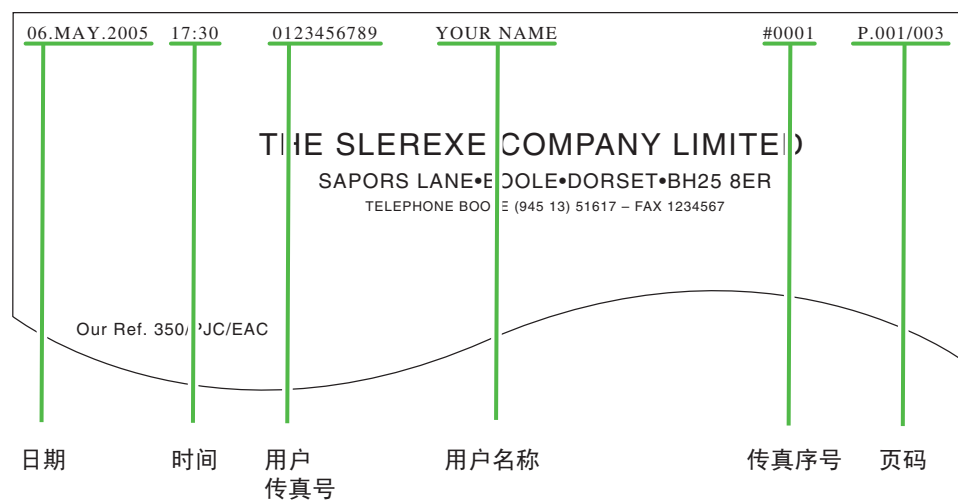 06.MAY.2005 17:30 0123456789 YOUR NAME #0001 P.001/003
THE SLEREXE COMPANY LIMITED
SAPORS LANE•BOOLE•DORSET•BH25 8ER
TELEPHONE BOOLE (945 13) 51617 – FAX 1234567
Our Ref. 350/PJC/EAC
日期 时间 用户 用户名称 传真序号 页码
传真号